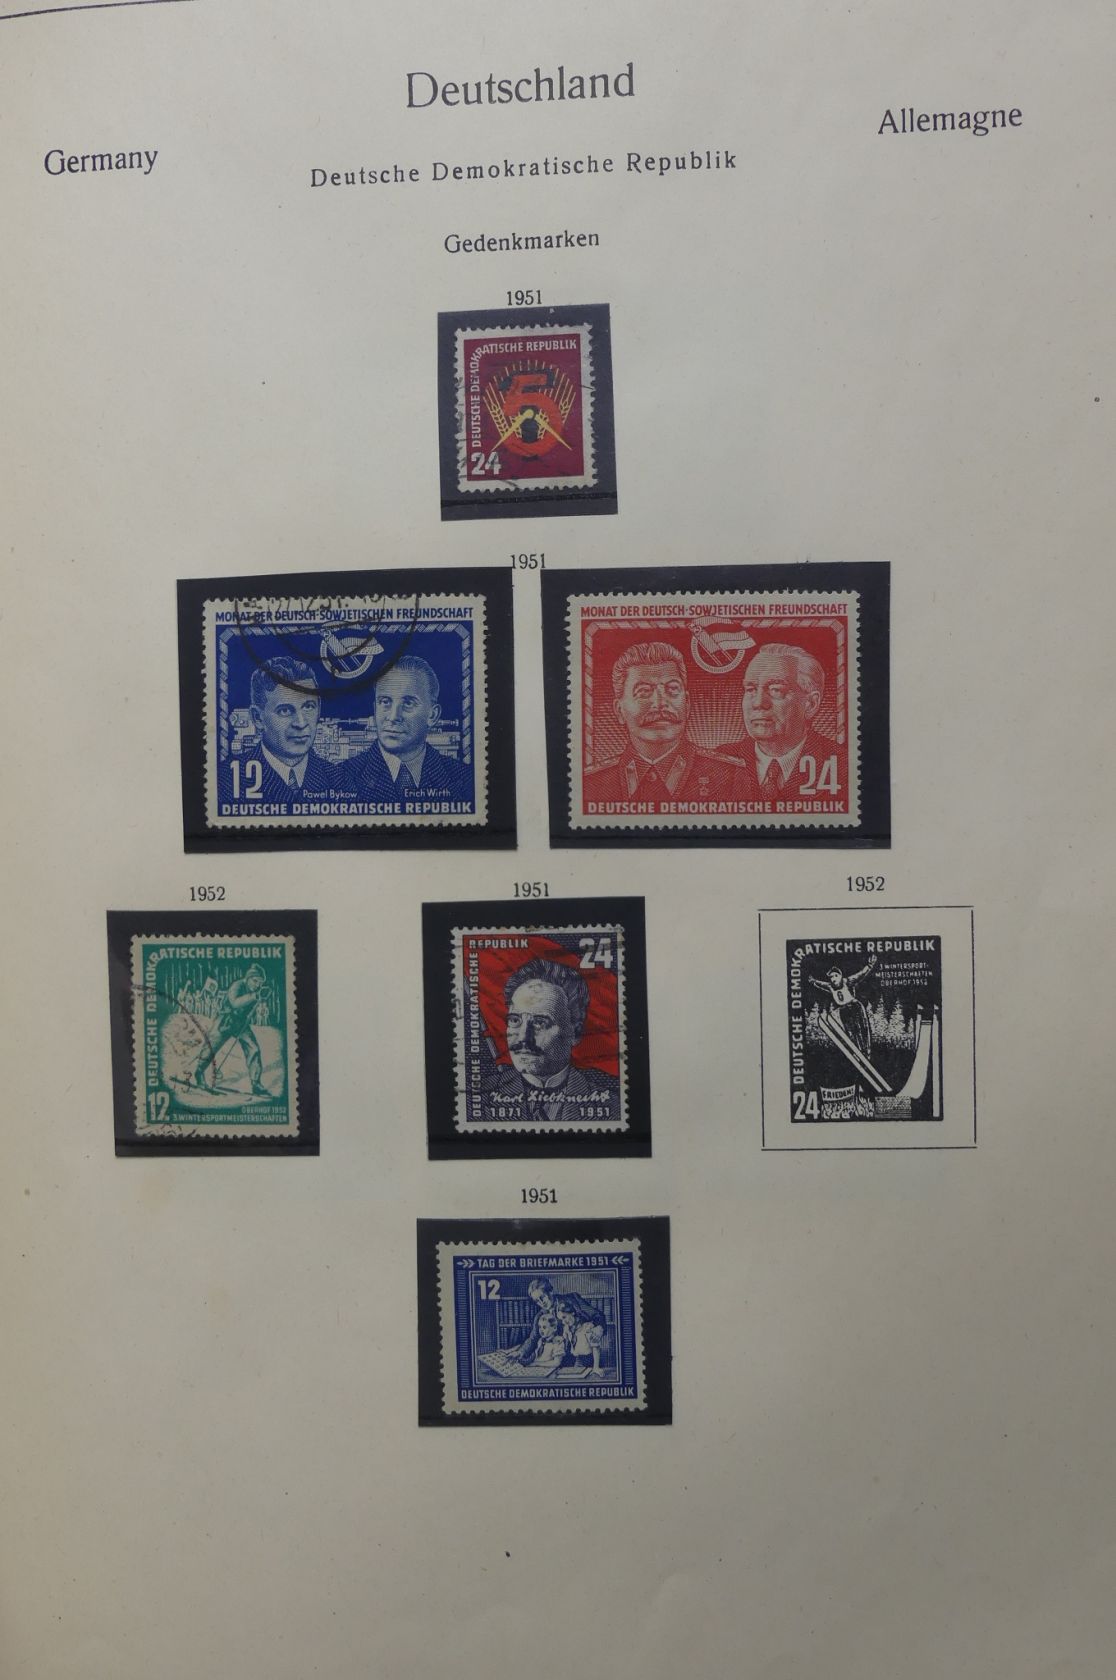 Deutschland
Germany
Allemagne
Deutsche Demokratische Republik
Gedenkmarken
1951
DEUTSCHE DEMOKRATISCHE REPUBLIK
5
24
1951
MONAT DER DEUTSCH-SOWJETISCHEN FREUNDSCHAFT
12
Pawel Bykow
Erich Wirth
DEUTSCHE DEMOKRATISCHE REPUBLIK
MONAT DER DEUTSCH-SOWJETISCHEN FREUNDSCHAFT
24
DEUTSCHE DEMOKRATISCHE REPUBLIK
1952
DEUTSCHE DEMOKRATISCHE REPUBLIK
12
OBERHOF 1952
3. WINTERSPORTMEISTERSCHAFTEN
1951
DEUTSCHE DEMOKRATISCHE REPUBLIK
24
Karl Liebknecht
1871 1951
1952
DEUTSCHE DEMOKRATISCHE REPUBLIK
3. WINTERSPORT-
MEISTERSCHAFTEN
OBERHOF 1952
6
24
FRIEDEN!
1951
TAG DER BRIEFMARKE 1951
12
DEUTSCHE DEMOKRATISCHE REPUBLIK